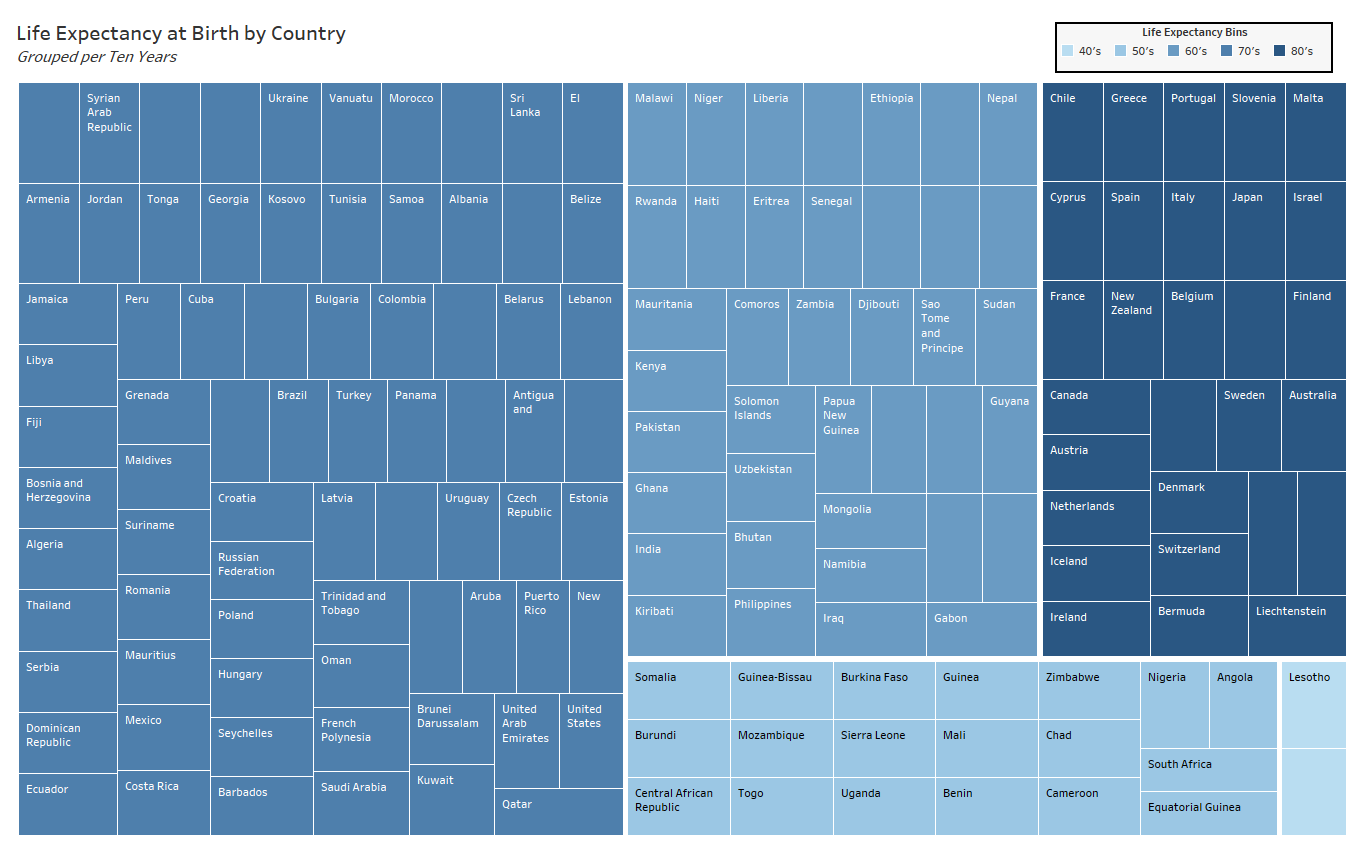 Life Expectancy at Birth by Country
Grouped per Ten Years
Life Expectancy Bins
40's 50's 60's 70's 80's
Syrian
Arab
Republic
Ukraine
Vanuatu
Morocco
Sri
Lanka
El
Armenia
Jordan
Tonga
Georgia
Kosovo
Tunisia
Samoa
Albania
Belize
Jamaica
Libya
Fiji
Bosnia and
Herzegovina
Algeria
Thailand
Serbia
Dominican
Republic
Ecuador
Peru
Cuba
Bulgaria
Colombia
Belarus
Lebanon
Grenada
Maldives
Suriname
Romania
Mauritius
Mexico
Costa Rica
Brazil
Turkey
Panama
Antigua
and
Croatia
Russian
Federation
Poland
Hungary
Seychelles
Barbados
Latvia
Uruguay
Czech
Republic
Estonia
Trinidad and
Tobago
Oman
French
Polynesia
Saudi Arabia
Aruba
Puerto
Rico
New
Brunei
Darussalam
Kuwait
United
Arab
Emirates
United
States
Qatar
Malawi
Niger
Liberia
Ethiopia
Nepal
Rwanda
Haiti
Eritrea
Senegal
Mauritania
Kenya
Pakistan
Ghana
India
Kiribati
Comoros
Zambia
Djibouti
Sao
Tome
and
Principe
Sudan
Solomon
Islands
Uzbekistan
Bhutan
Philippines
Papua
New
Guinea
Guyana
Mongolia
Namibia
Iraq
Gabon
Chile
Greece
Portugal
Slovenia
Malta
Cyprus
Spain
Italy
Japan
Israel
France
New
Zealand
Belgium
Finland
Canada
Austria
Netherlands
Iceland
Ireland
Sweden
Australia
Denmark
Switzerland
Bermuda
Liechtenstein
Somalia
Guinea-Bissau
Burkina Faso
Guinea
Zimbabwe
Burundi
Mozambique
Sierra Leone
Mali
Chad
Central African
Republic
Togo
Uganda
Benin
Cameroon
Nigeria
Angola
South Africa
Equatorial Guinea
Lesotho